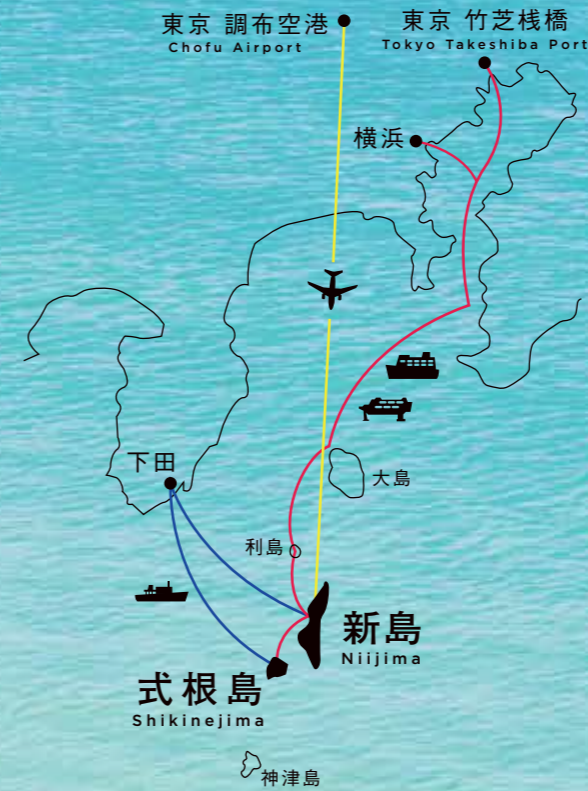 東京 調布空港
Chofu Airport
東京 竹芝桟橋
Tokyo Takeshiba Port
横浜
下田
大島
利島
新島
Niijima
式根島
Shikinejima
神津島